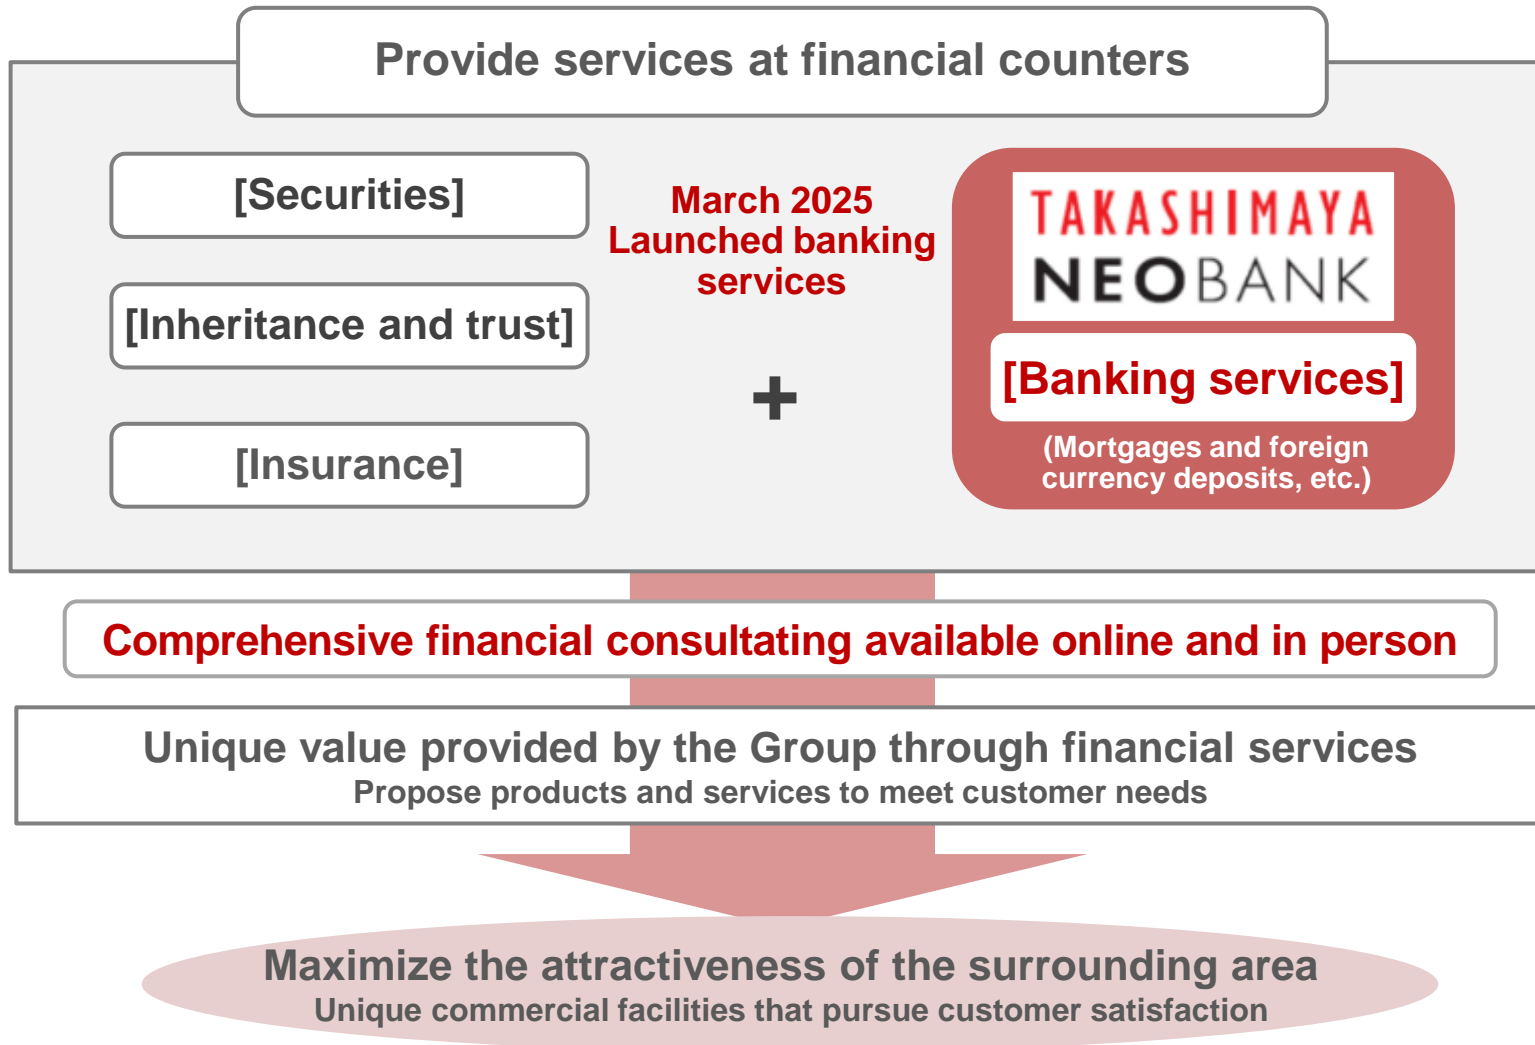 Provide services at financial counters
[Securities]
[Inheritance and trust]
[Insurance]
March 2025
Launched banking
services
+
TAKASHIMAYA
NEOBANK
[Banking services]
(Mortgages and foreign
currency deposits, etc.)
Comprehensive financial consultating available online and in person
Unique value provided by the Group through financial services
Propose products and services to meet customer needs
Maximize the attractiveness of the surrounding area
Unique commercial facilities that pursue customer satisfaction